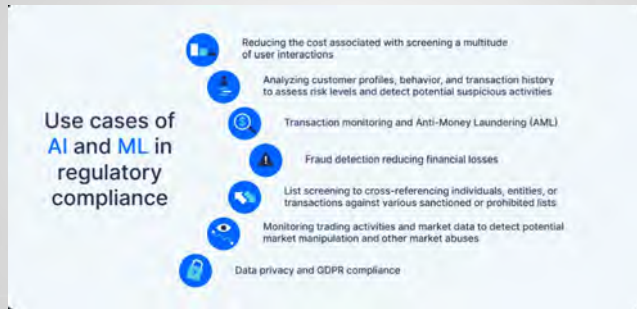 Use cases of
AI and ML in
regulatory
compliance
Reducing the cost associated with screening a multitude
of user interactions
Analyzing customer profiles, behavior, and transaction history
to assess risk levels and detect potential suspicious activities
Transaction monitoring and Anti-Money Laundering (AML)
Fraud detection reducing financial losses
List screening to cross-referencing individuals, entities, or
transactions against various sanctioned or prohibited lists
Monitoring trading activities and market data to detect potential
market manipulation and other market abuses
Data privacy and GDPR compliance